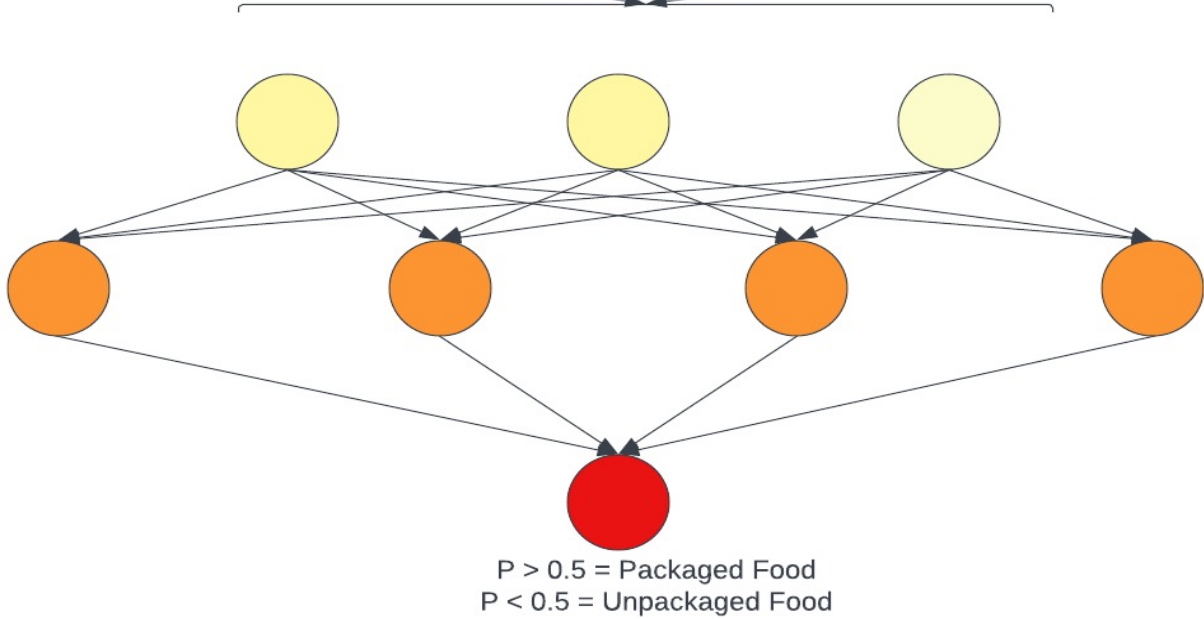 P > 0.5 = Packaged Food
P < 0.5 = Unpackaged Food